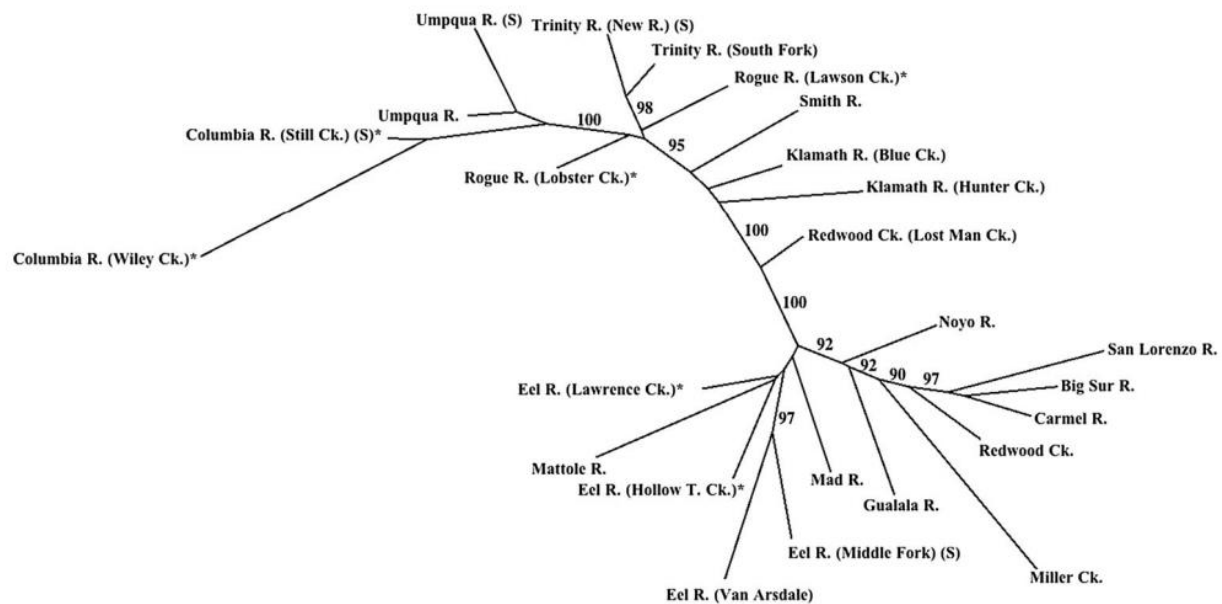 Umpqua R. (S)
Trinity R. (New R.) (S)
Trinity R. (South Fork)
Rogue R. (Lawson Ck.)*
Smith R.
98
Umpqua R.
100
Columbia R. (Still Ck.) (S)*
95
Klamath R. (Blue Ck.)
Rogue R. (Lobster Ck.)*
Klamath R. (Hunter Ck.)
Redwood Ck. (Lost Man Ck.)
100
Columbia R. (Wiley Ck.)*
100
Noyo R.
92
San Lorenzo R.
92
90
97
Big Sur R.
Eel R. (Lawrence Ck.)*
Carmel R.
97
Redwood Ck.
Mattole R.
Mad R.
Eel R. (Hollow T. Ck.)*
Gualala R.
Eel R. (Middle Fork) (S)
Miller Ck.
Eel R. (Van Arsdale)